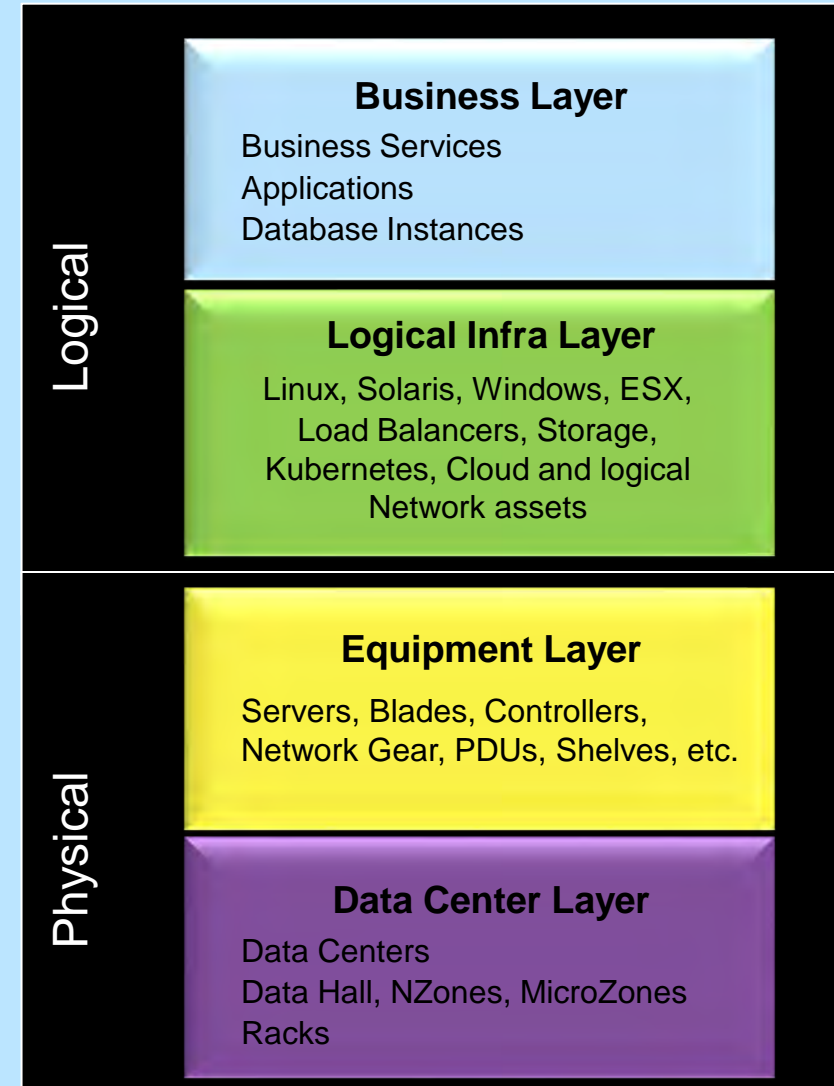 Logical
Business Layer
Business Services
Applications
Database Instances
Logical Infra Layer
Linux, Solaris, Windows, ESX,
Load Balancers, Storage,
Kubernetes, Cloud and logical
Network assets
Physical
Equipment Layer
Servers, Blades, Controllers,
Network Gear, PDUs, Shelves, etc.
Data Center Layer
Data Centers
Data Hall, NZones, MicroZones
Racks